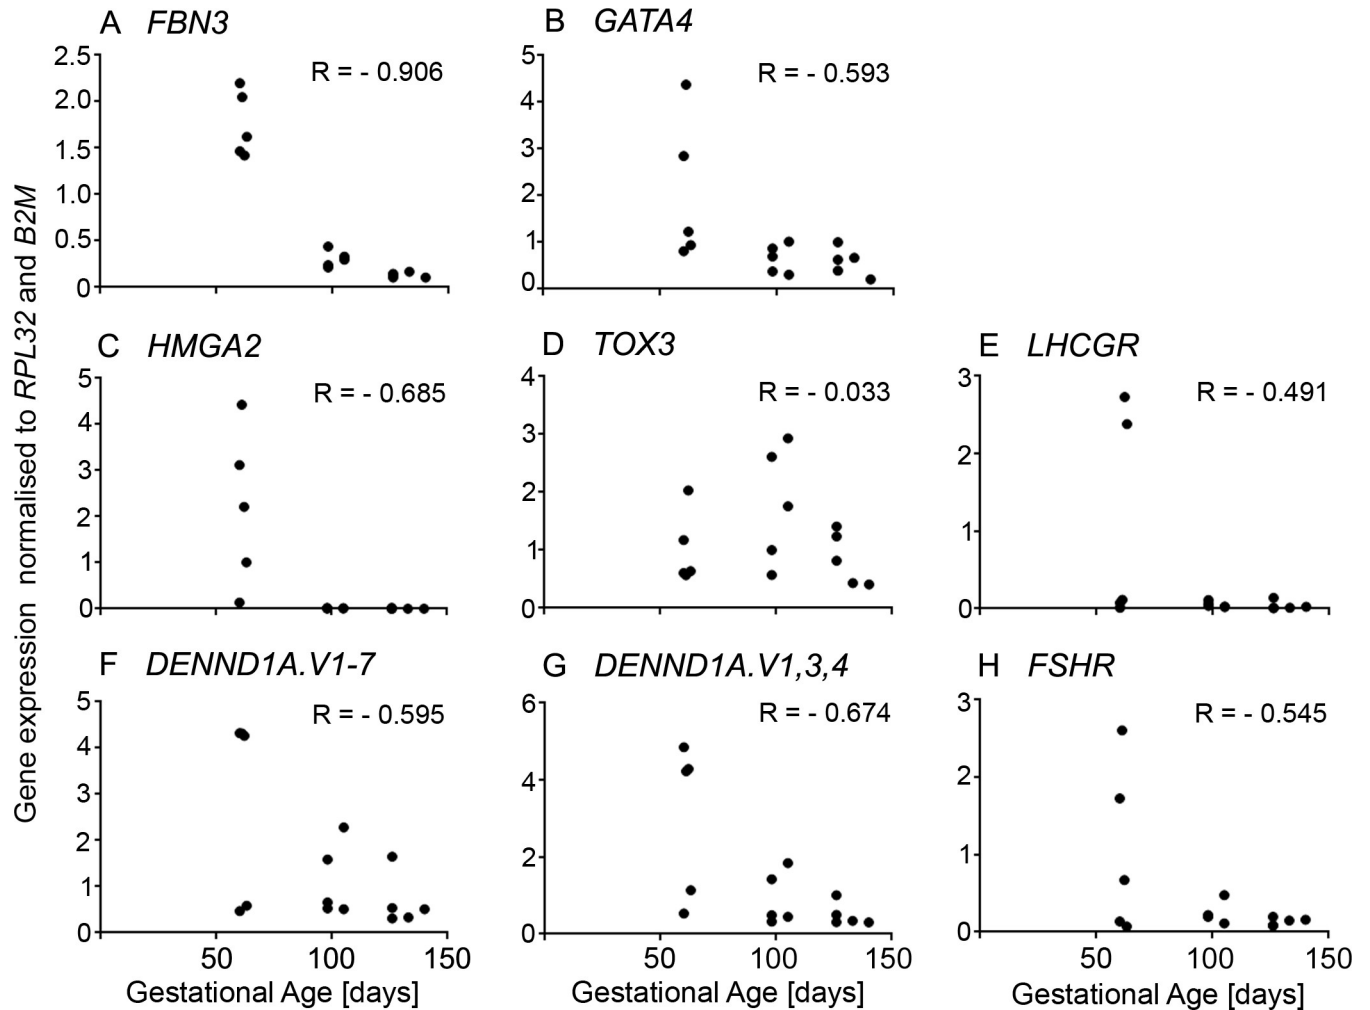 Gene expression normalised to RPL32 and B2M
A FBN3
R = - 0.906
2.5
2.0
1.5
1.0
0.5
0
B GATA4
R = - 0.593
5
4
3
2
1
0
C HMGA2
R = - 0.685
5
4
3
2
1
0
D TOX3
R = - 0.033
4
3
2
1
0
E LHCGR
R = - 0.491
3
2
1
0
F DENND1A.V1-7
R = - 0.595
5
4
3
2
1
0
50 100 150
Gestational Age [days]
G DENND1A.V1,3,4
R = - 0.674
6
4
2
0
50 100 150
Gestational Age [days]
H FSHR
R = - 0.545
3
2
1
0
50 100 150
Gestational Age [days]